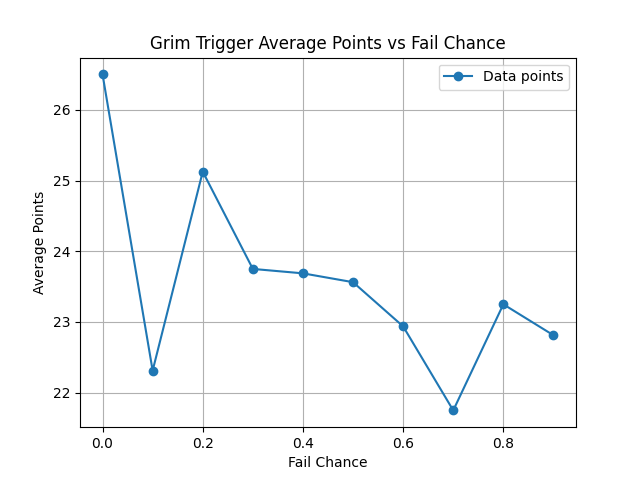 Grim Trigger Average Points vs Fail Chance
Data points
Average Points
26
25
24
23
22
0.0 0.2 0.4 0.6 0.8
Fail Chance